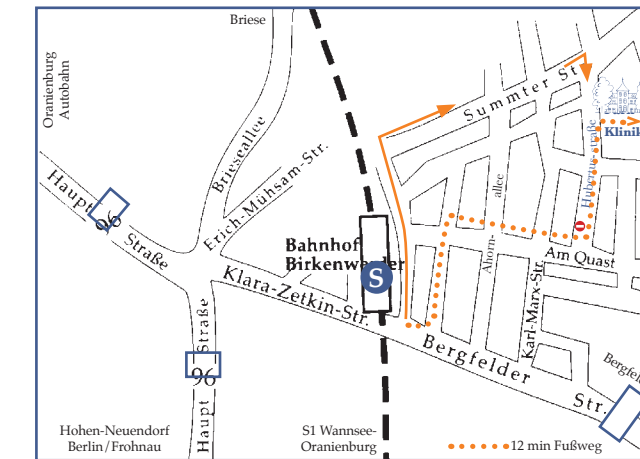 Briese
Oranienburg
Autobahn
Summter St
Brieseallee
Klinik
Hubertusstraße
Erich-Mühsam-Str.
allee
Haupt
96
Straße
Bahnhof
Birkenwerder
S
Ahorn-
Am Quast
Klara-Zetkin-Str.
Karl-Marx-Str.
Straße
96
Haupt
Bergfelder
Str.
Hohen-Neuendorf
Berlin/Frohnau
S1 Wannsee-
Oranienburg
12 min Fußweg